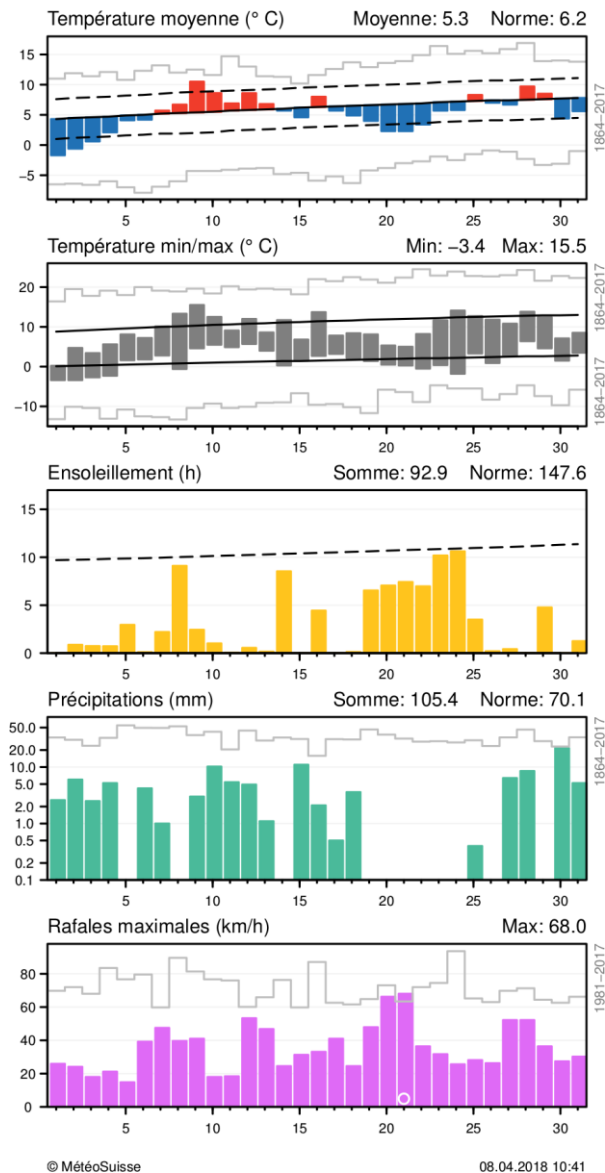 Température moyenne (° C) Moyenne: 5.3 Norme: 6.2
15
10
5
0
−5
5 10 15 20 25 30
1864−2017
Température min/max (° C) Min: −3.4 Max: 15.5
20
10
0
−10
5 10 15 20 25 30
1864−2017
1864−2017
Ensoleillement (h) Somme: 92.9 Norme: 147.6
15
10
5
0
5 10 15 20 25 30
Précipitations (mm) Somme: 105.4 Norme: 70.1
50.0
20.0
10.0
5.0
2.0
1.0
0.5
0.2
0.1
5 10 15 20 25 30
1864−2017
Rafales maximales (km/h) Max: 68.0
80
60
40
20
0
5 10 15 20 25 30
1981−2017
© MétéoSuisse 08.04.2018 10:41